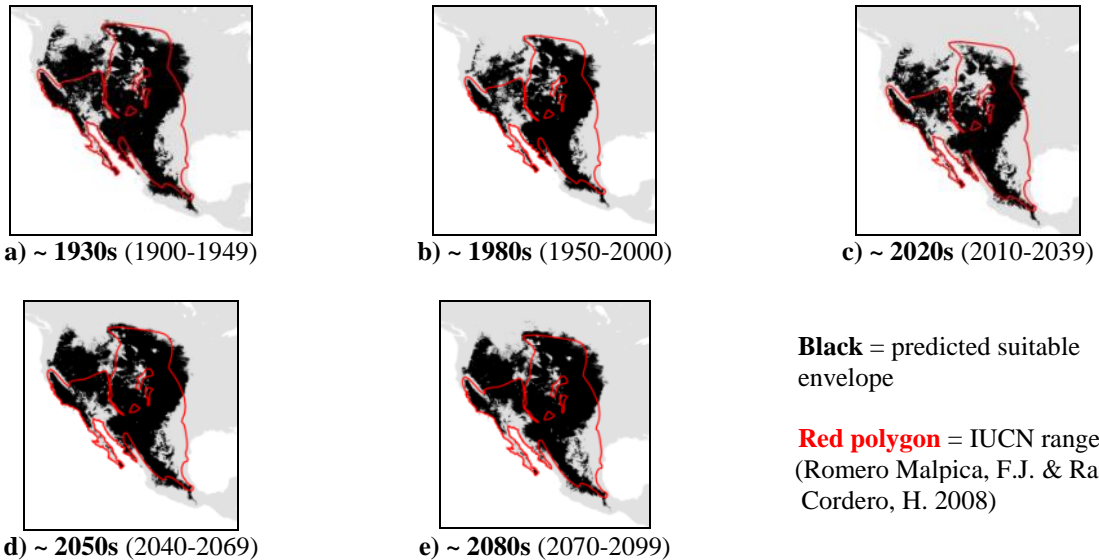 a) ~ 1930s (1900-1949)
b) ~ 1980s (1950-2000)
c) ~ 2020s (2010-2039)
d) ~ 2050s (2040-2069)
e) ~ 2080s (2070-2099)
Black = predicted suitable
envelope
Red polygon = IUCN range
(Romero Malpica, F.J. & Ra
Cordero, H. 2008)